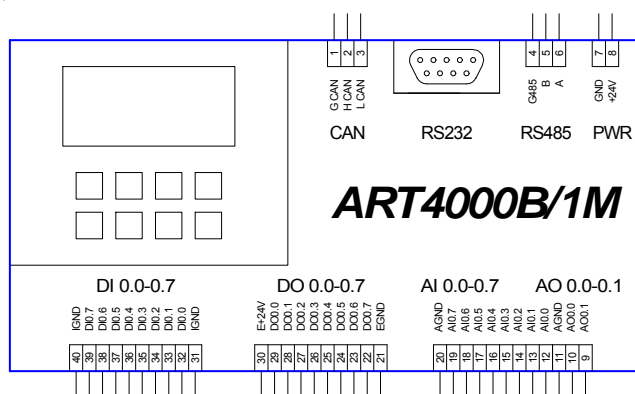 1 2 3 4 5 6 7 8
G CAN H CAN L CAN G485 B A GND +24V
CAN RS232 RS485 PWR
ART4000B/1M
DI 0.0-0.7 DO 0.0-0.7 AI 0.0-0.7 AO 0.0-0.1
IGND DI0.7 DI0.6 DI0.5 DI0.4 DI0.3 DI0.2 DI0.1 DI0.0 IGND E+24V DO0.0 DO0.1 DO0.2 DO0.3 DO0.4 DO0.5 DO0.6 DO0.7 EGND AGND AI0.7 AI0.6 AI0.5 AI0.4 AI0.3 AI0.2 AI0.1 AI0.0 AGND AO0.0 AO0.1
40 39 38 37 36 35 34 33 32 31 30 29 28 27 26 25 24 23 22 21 20 19 18 17 16 15 14 13 12 11 10 9